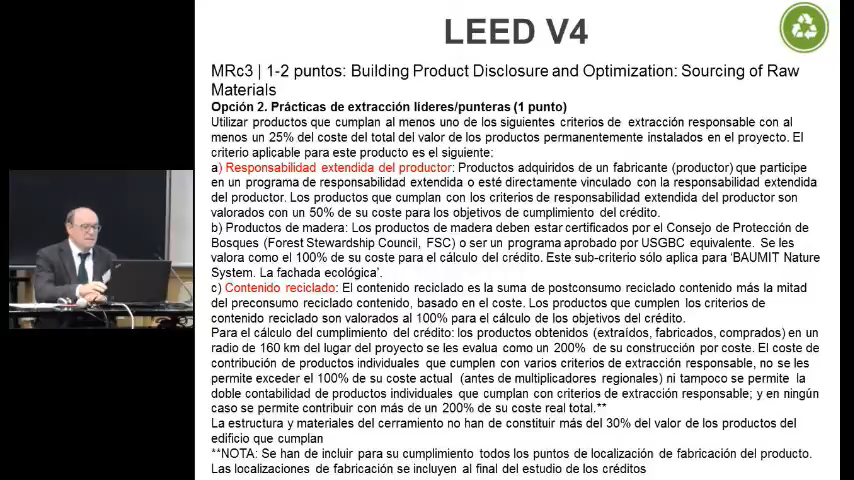 LEED V4
MRc3 | 1-2 puntos: Building Product Disclosure and Optimization: Sourcing of Raw
Materials
Opción 2. Prácticas de extracción líderes/punteras (1 punto)
Utilizar productos que cumplan al menos uno de los siguientes criterios de extracción responsable con al
menos un 25% del coste del total del valor de los productos permanentemente instalados en el proyecto. El
criterio aplicable para este producto es el siguiente:
a) Responsabilidad extendida del productor: Productos adquiridos de un fabricante (productor) que participe
en un programa de responsabilidad extendida o esté directamente vinculado con la responsabilidad extendida
del productor. Los productos que cumplan con los criterios de responsabilidad extendida del productor son
valorados con un 50% de su coste para los objetivos de cumplimiento del crédito.
b) Productos de madera: Los productos de madera deben estar certificados por el Consejo de Protección de
Bosques (Forest Stewardship Council, FSC) o ser un programa aprobado por USGBC equivalente. Se les
valora como el 100% de su coste para el cálculo del crédito. Este sub-criterio sólo aplica para 'BAUMIT Nature
System. La fachada ecológica'.
c) Contenido reciclado: El contenido reciclado es la suma de postconsumo reciclado contenido más la mitad
del preconsumo reciclado contenido, basado en el coste. Los productos que cumplen los criterios de
contenido reciclado son valorados al 100% para el cálculo de los objetivos del crédito.
Para el cálculo del cumplimiento del crédito: los productos obtenidos (extraídos, fabricados, comprados) en un
radio de 160 km del lugar del proyecto se les evalua como un 200% de su construcción por coste. El coste de
contribución de productos individuales que cumplen con varios criterios de extracción responsable, no se les
permite exceder el 100% de su coste actual (antes de multiplicadores regionales) ni tampoco se permite la
doble contabilidad de productos individuales que cumplan con criterios de extracción responsable; y en ningún
caso se permite contribuir con más de un 200% de su coste real total.**
La estructura y materiales del cerramiento no han de constituir más del 30% del valor de los productos del
edificio que cumplan
**NOTA: Se han de incluir para su cumplimiento todos los puntos de localización de fabricación del producto.
Las localizaciones de fabricación se incluyen al final del estudio de los créditos